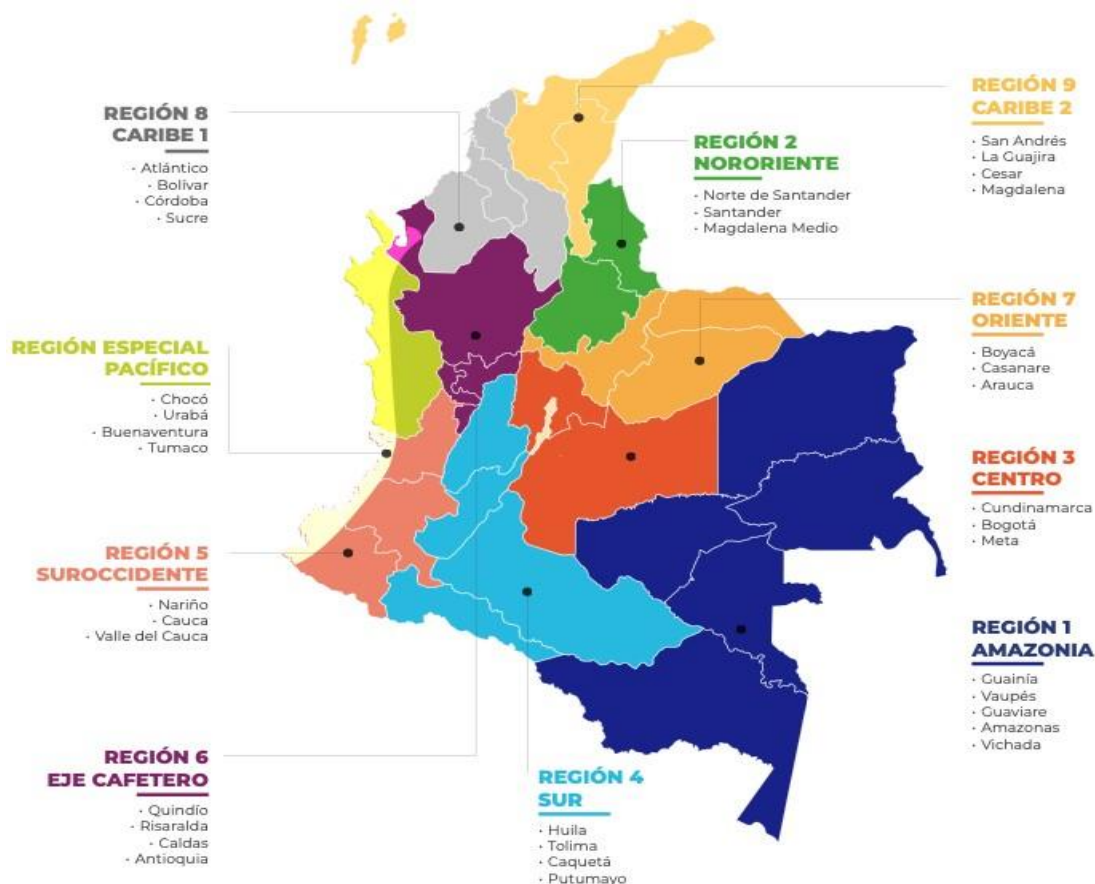 REGIÓN 8
CARIBE 1
· Atlántico
· Bolívar
· Córdoba
· Sucre
REGIÓN 9
CARIBE 2
· San Andrés
· La Guajira
· Cesar
· Magdalena
REGIÓN 2
NORORIENTE
· Norte de Santander
· Santander
· Magdalena Medio
REGIÓN 7
ORIENTE
· Boyacá
· Casanare
· Arauca
REGIÓN ESPECIAL
PACÍFICO
· Chocó
· Urabá
· Buenaventura
· Tumaco
REGIÓN 3
CENTRO
· Cundinamarca
· Bogotá
· Meta
REGIÓN 5
SUROCCIDENTE
· Nariño
· Cauca
· Valle del Cauca
REGIÓN 1
AMAZONIA
· Guainía
· Vaupés
· Guaviare
· Amazonas
· Vichada
REGIÓN 6
EJE CAFETERO
· Quindío
· Risaralda
· Caldas
· Antioquia
REGIÓN 4
SUR
· Huila
· Tolima
· Caquetá
· Putumayo